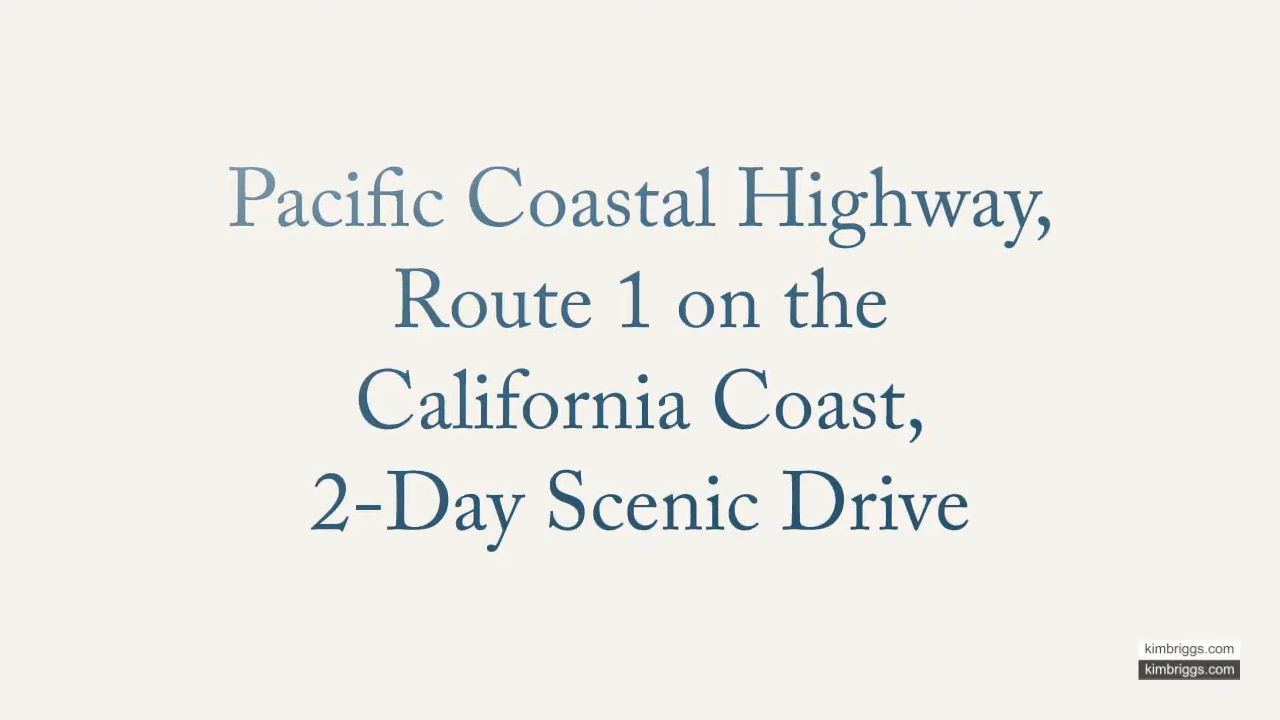 Pacific Coastal Highway,
Route 1 on the
California Coast,
2-Day Scenic Drive
kimbriggs.com
kimbriggs.com